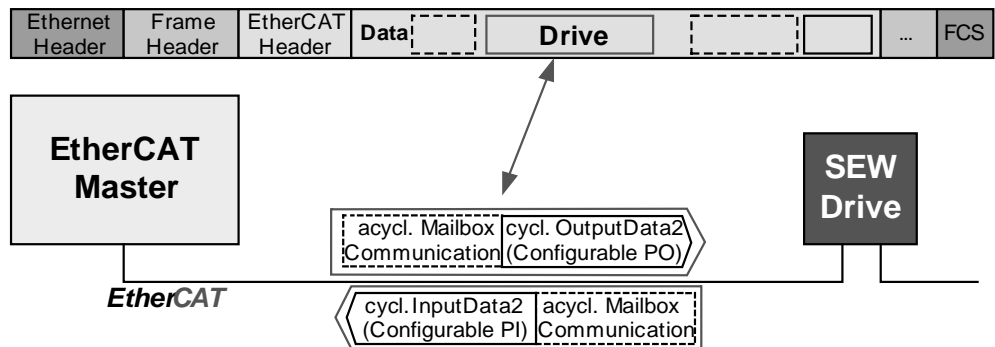 Ethernet Header
Frame Header
EtherCAT Header
Data
Drive
...
FCS
EtherCAT
Master
SEW
Drive
acycl. Mailbox
Communication
cycl. OutputData2
(Configurable PO)
EtherCAT
cycl. InputData2
(Configurable PI)
acycl. Mailbox
Communication